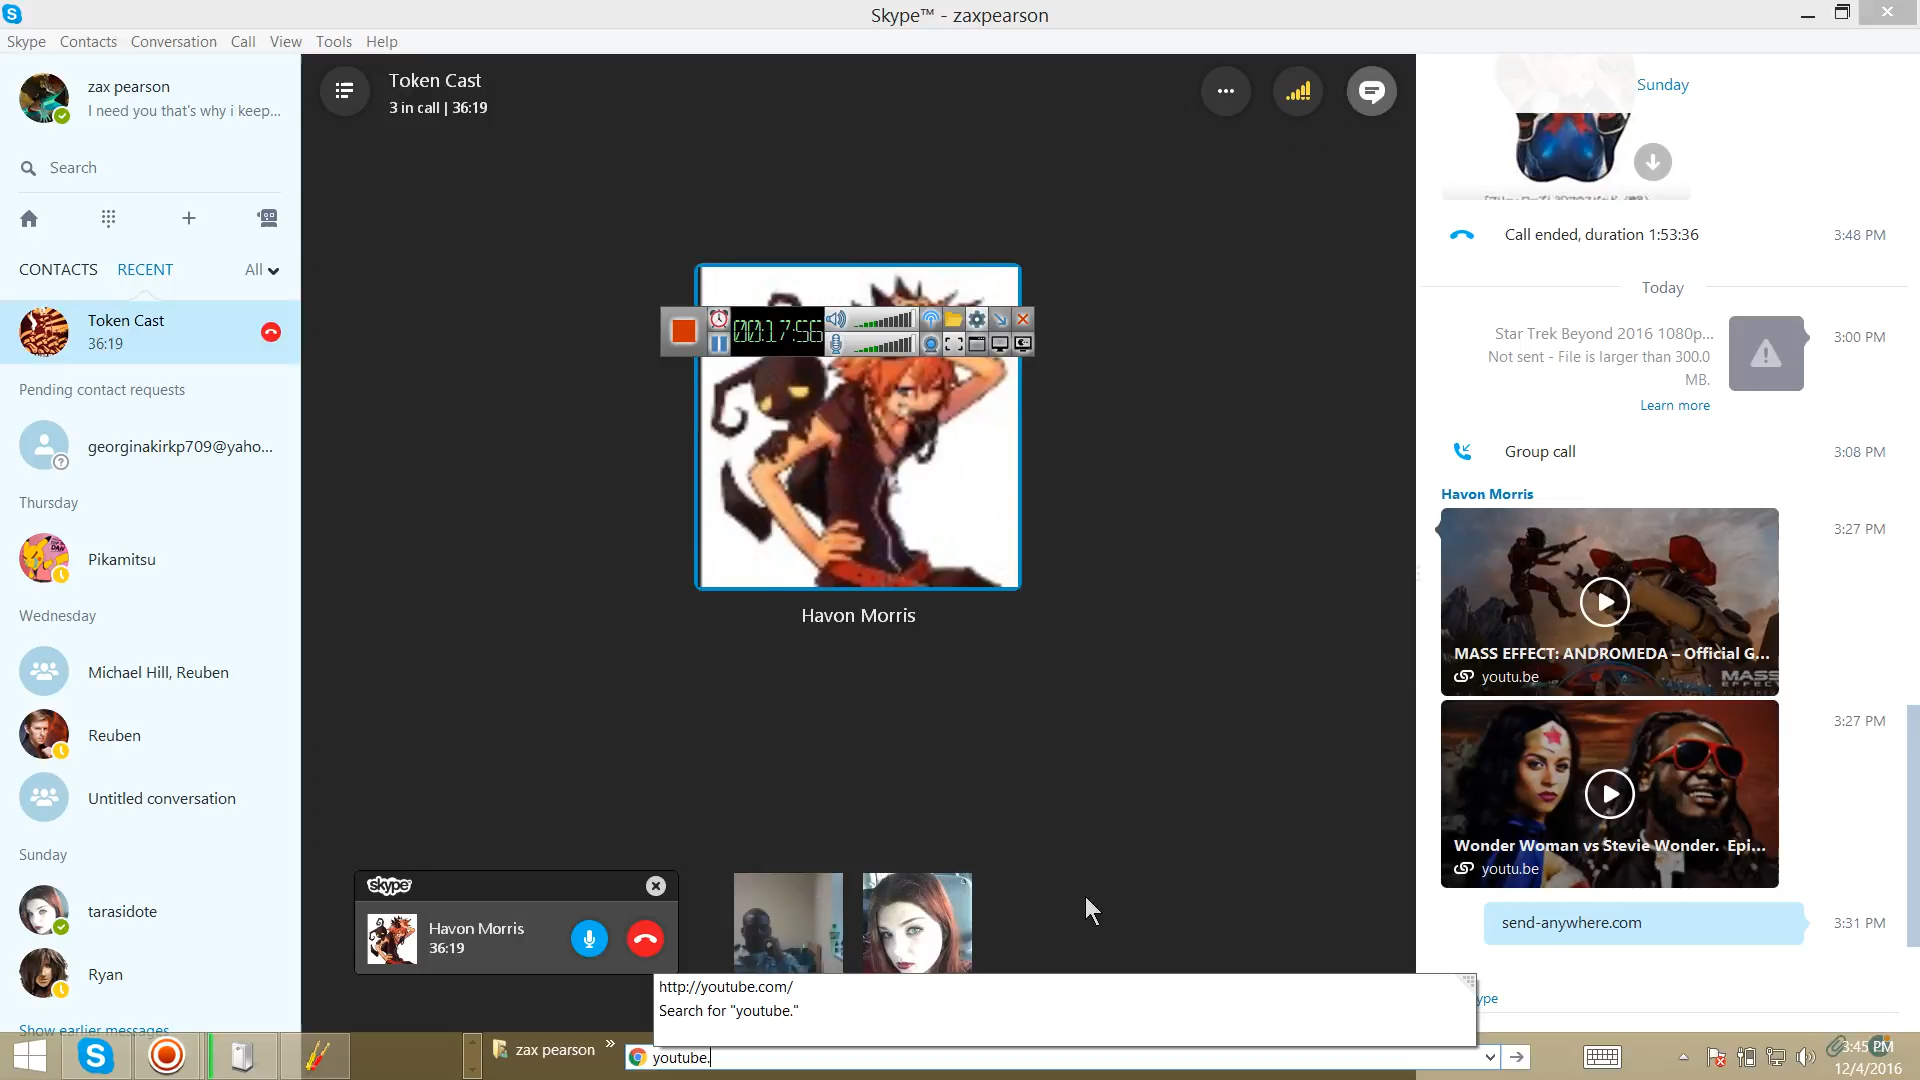 Skype™ - zaxpearson
Skype Contacts Conversation Call View Tools Help
zax pearson
I need you that's why i keep...
Search
CONTACTS RECENT All
Token Cast
36:19
Pending contact requests
georginakirkp709@yaho...
Thursday
Pikamitsu
Wednesday
Michael Hill, Reuben
Reuben
Untitled conversation
Sunday
tarasidote
Ryan
Show earlier messages
Token Cast
3 in call | 36:19
00:17:56
Havon Morris
skype
Havon Morris
36:19
Sunday
Call ended, duration 1:53:36 3:48 PM
Today
Star Trek Beyond 2016 1080p... 3:00 PM
Not sent - File is larger than 300.0
MB.
Learn more
Group call 3:08 PM
Havon Morris
3:27 PM
MASS EFFECT: ANDROMEDA – Official G...
youtu.be
MASS
3:27 PM
Wonder Woman vs Stevie Wonder. Epi...
youtu.be
send-anywhere.com 3:31 PM
ype
http://youtube.com/
Search for "youtube."
zax pearson » youtube.
3:45 PM
12/4/2016